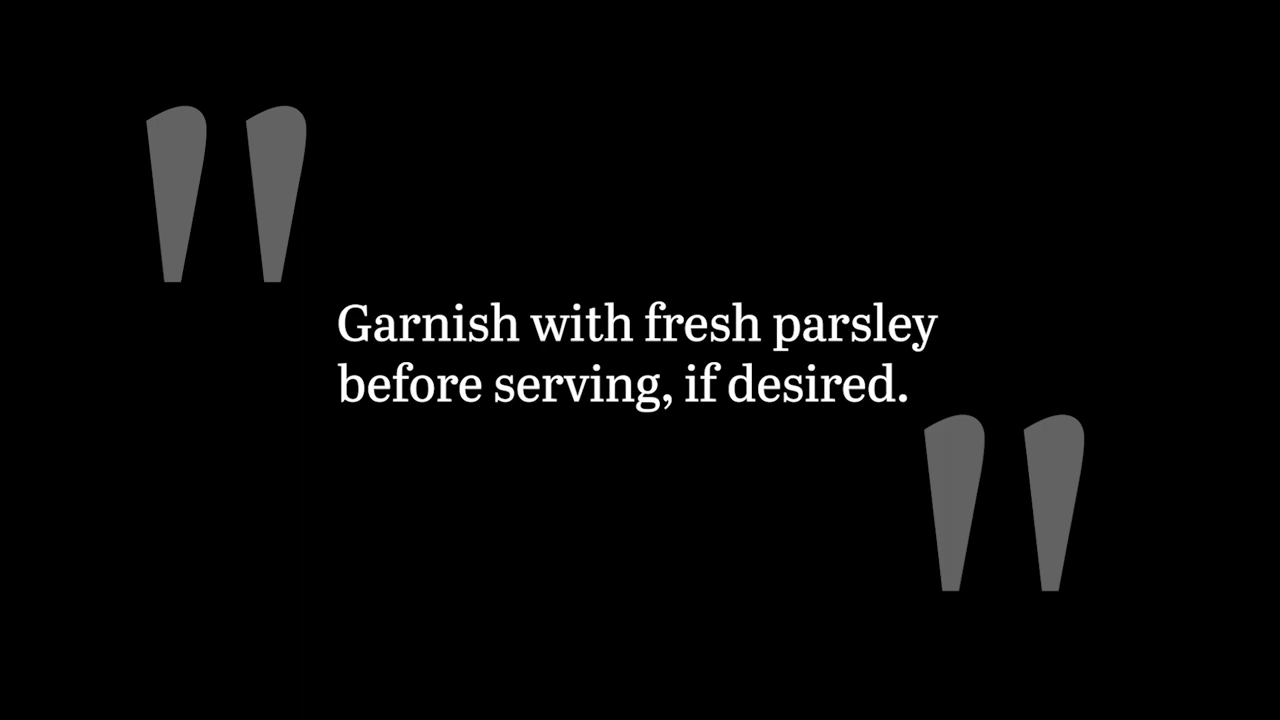 "
Garnish with fresh parsley
before serving, if desired.
"